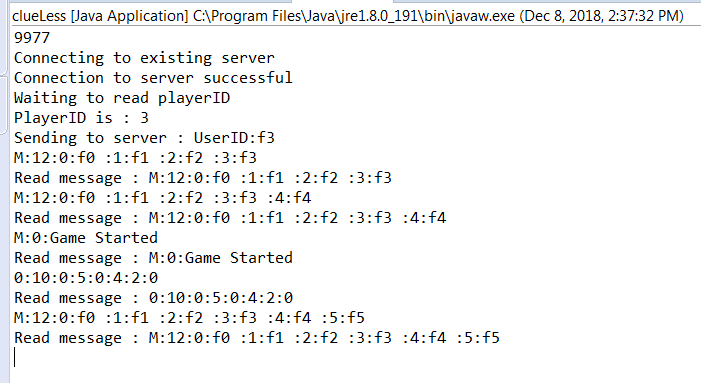 clueLess [Java Application] C:\Program Files\Java\jre1.8.0_191\bin\javaw.exe (Dec 8, 2018, 2:37:32 PM)
9977
Connecting to existing server
Connection to server successful
Waiting to read playerID
PlayerID is : 3
Sending to server : UserID:f3
M:12:0:f0 :1:f1 :2:f2 :3:f3
Read message : M:12:0:f0 :1:f1 :2:f2 :3:f3
M:12:0:f0 :1:f1 :2:f2 :3:f3 :4:f4
Read message : M:12:0:f0 :1:f1 :2:f2 :3:f3 :4:f4
M:0:Game Started
Read message : M:0:Game Started
0:10:0:5:0:4:2:0
Read message : 0:10:0:5:0:4:2:0
M:12:0:f0 :1:f1 :2:f2 :3:f3 :4:f4 :5:f5
Read message : M:12:0:f0 :1:f1 :2:f2 :3:f3 :4:f4 :5:f5